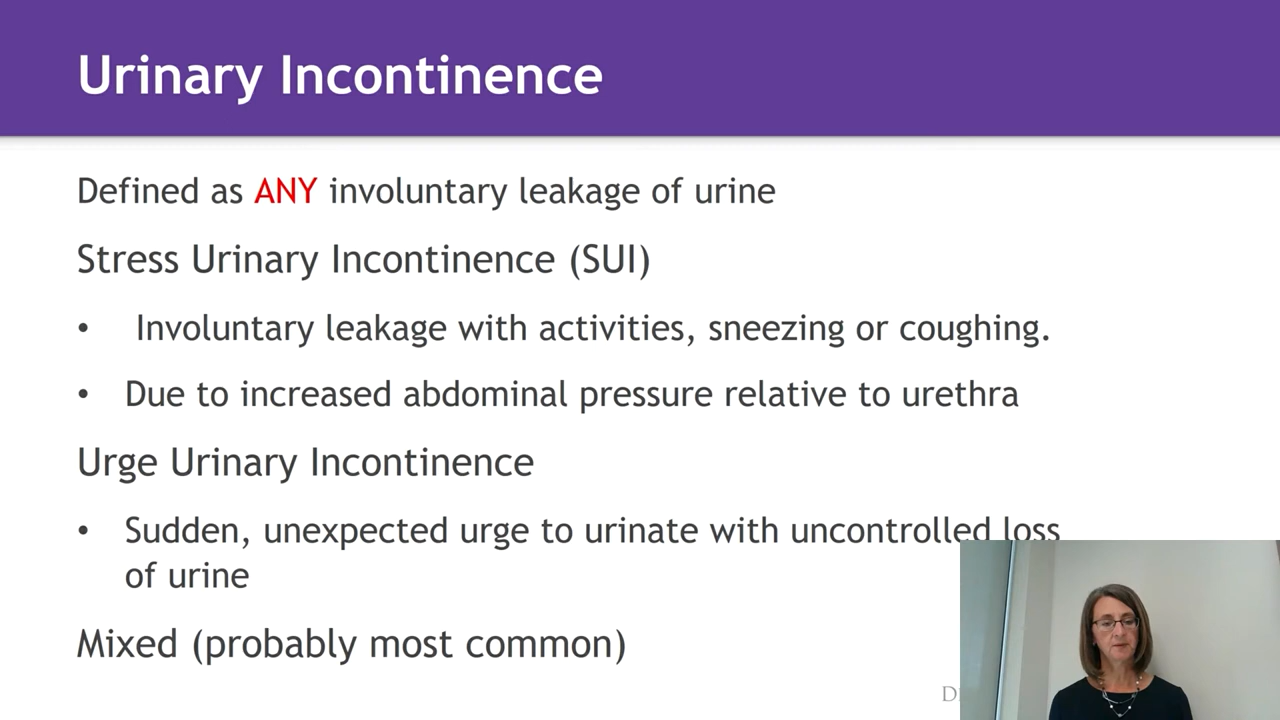 Urinary Incontinence
Defined as ANY involuntary leakage of urine
Stress Urinary Incontinence (SUI)
• Involuntary leakage with activities, sneezing or coughing.
• Due to increased abdominal pressure relative to urethra
Urge Urinary Incontinence
• Sudden, unexpected urge to urinate with uncontrolled loss
of urine
Mixed (probably most common)